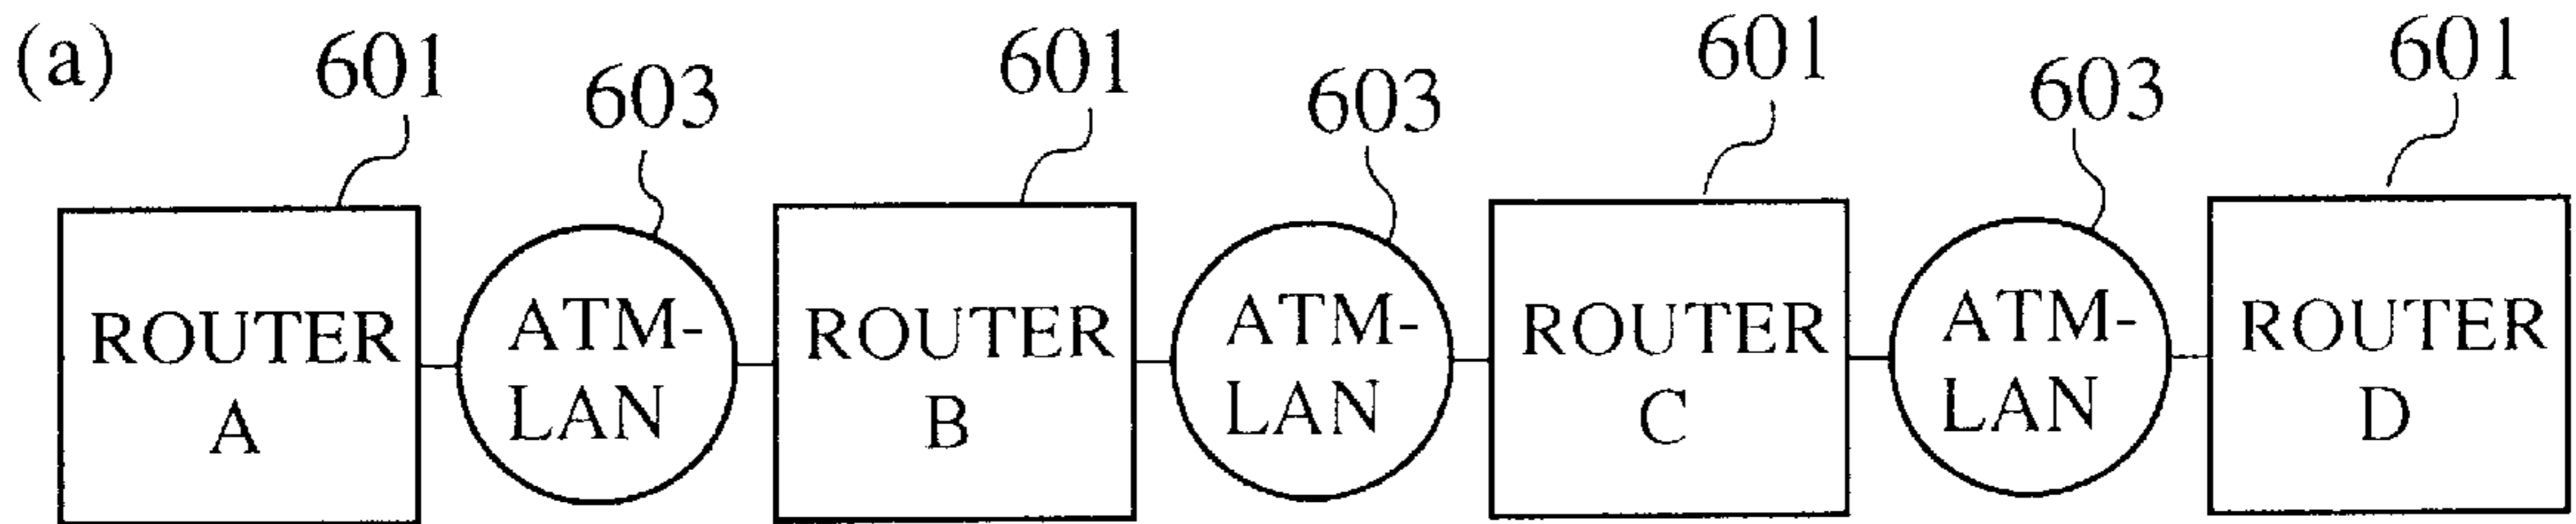 (a)
601
603
601
603
601
603
601
ROUTER
A
ATM-
LAN
ROUTER
B
ATM-
LAN
ROUTER
C
ATM-
LAN
ROUTER
D